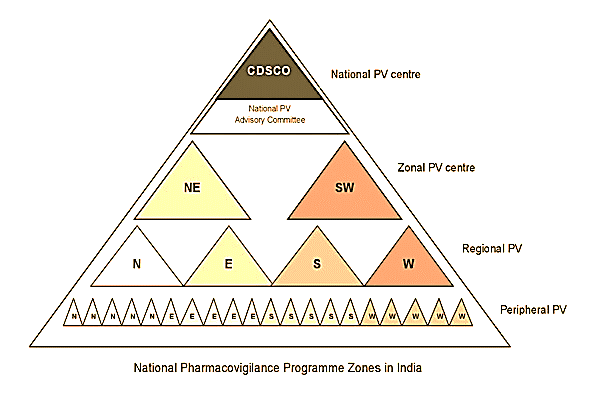 CDSCO
National PV centre
National PV
Advisory Committee
Zonal PV centre
NE SW
Regional PV
N E S W
Peripheral PV
N N N N N E E E E E S S S S S W W W W W
National Pharmacovigilance Programme Zones in India